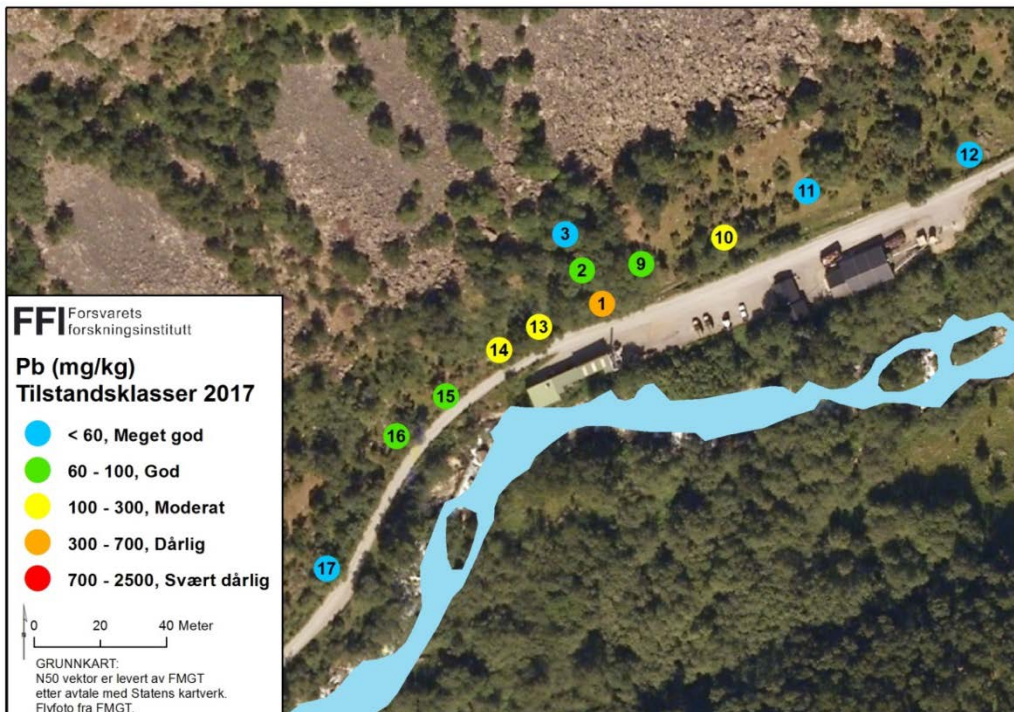 12
11
3
10
9
2
1
13
14
15
16
17
FFI Forsvarets
forskningsinstitutt
Pb (mg/kg)
Tilstandsklasser 2017
< 60, Meget god
60 - 100, God
100 - 300, Moderat
300 - 700, Dårlig
700 - 2500, Svært dårlig
N
0 20 40 Meter
GRUNNKART:
N50 vektor er levert av FMGT
etter avtale med Statens kartverk.
Flyfoto fra FMGT.